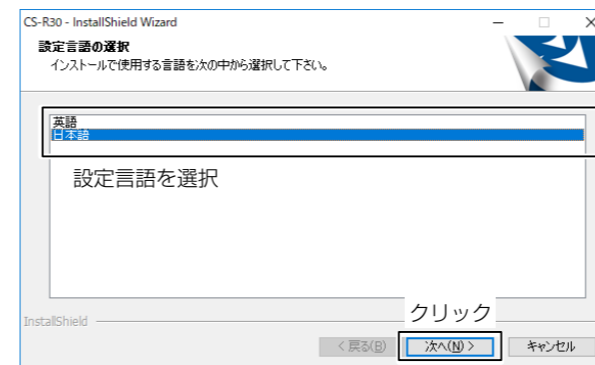 CS-R30 - InstallShield Wizard
設定言語の選択
インストールで使用する言語を次の中から選択して下さい。
英語
日本語
設定言語を選択
クリック
InstallShield
< 戻る(B)
次へ(N) >
キャンセル